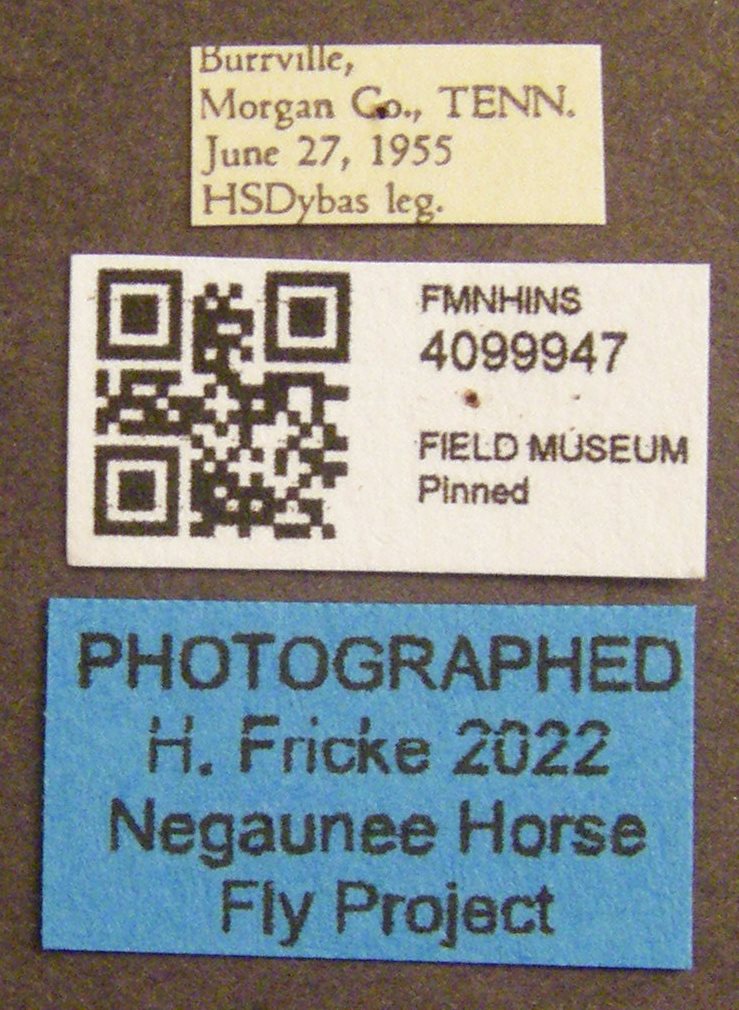 Burrville,
Morgan Co., TENN.
June 27, 1955
HSDybas leg.
FMNHINS
4099947
FIELD MUSEUM
Pinned
PHOTOGRAPHED
H. Fricke 2022
Negaunee Horse
Fly Project